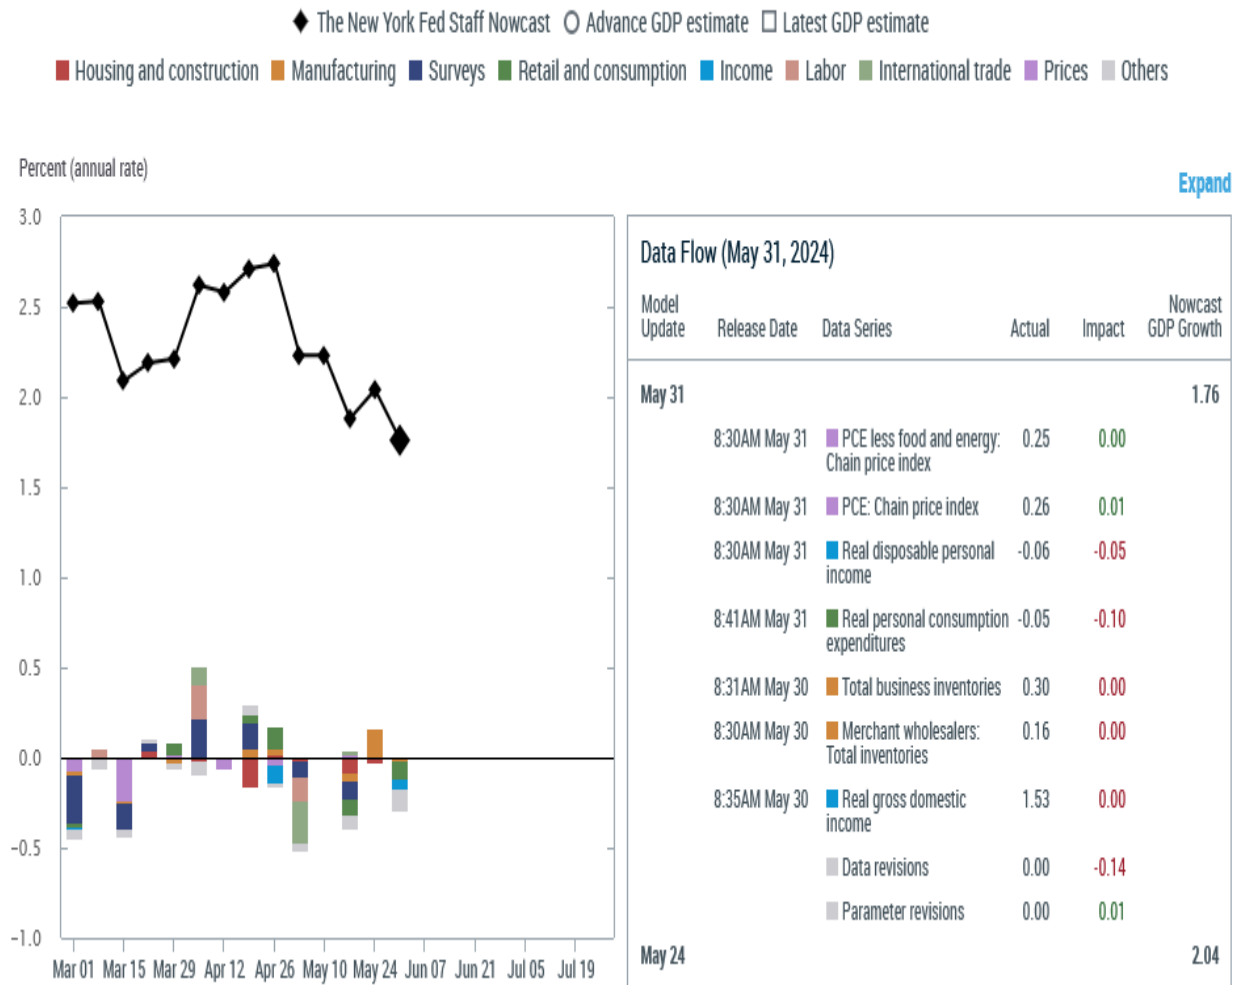 The New York Fed Staff Nowcast Advance GDP estimate Latest GDP estimate
Housing and construction Manufacturing Surveys Retail and consumption Income Labor International trade Prices Others
Percent (annual rate)
Expand
3.0
2.5
2.0
1.5
1.0
0.5
0.0
-0.5
-1.0
Mar 01 Mar 15 Mar 29 Apr 12 Apr 26 May 10 May 24 Jun 07 Jun 21 Jul 05 Jul 19
Data Flow (May 31, 2024)
Model Update Release Date Data Series Actual Impact Nowcast GDP Growth
May 31 1.76
8:30AM May 31 PCE less food and energy: 0.25 0.00
Chain price index
8:30AM May 31 PCE: Chain price index 0.26 0.01
8:30AM May 31 Real disposable personal -0.06 -0.05
income
8:41AM May 31 Real personal consumption -0.05 -0.10
expenditures
8:31AM May 30 Total business inventories 0.30 0.00
8:30AM May 30 Merchant wholesalers: 0.16 0.00
Total inventories
8:35AM May 30 Real gross domestic 1.53 0.00
income
Data revisions 0.00 -0.14
Parameter revisions 0.00 0.01
May 24 2.04